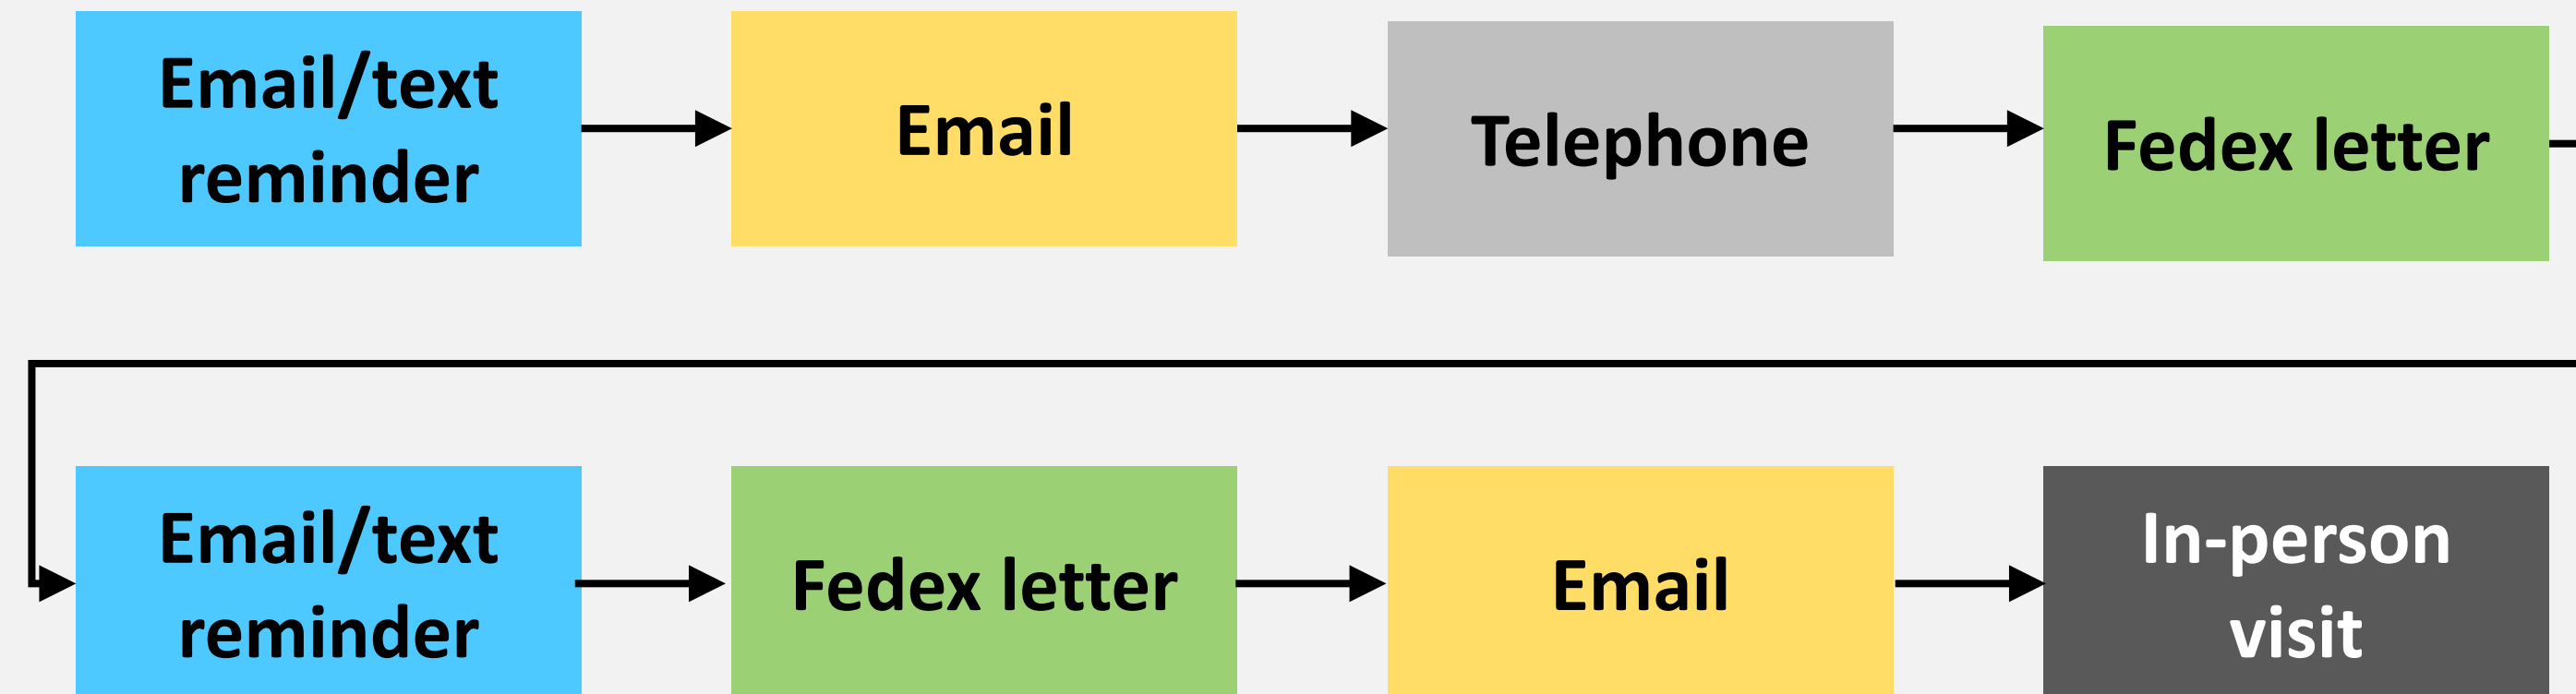 Email/text
reminder
Email
Telephone
Fedex letter
Email/text
reminder
Fedex letter
Email
In-person
visit